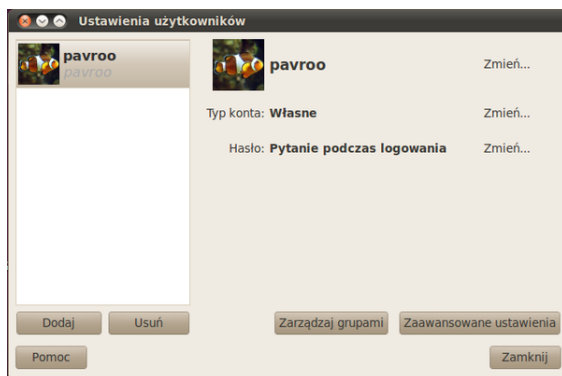 Ustawienia użytkowników
pavroo
pavroo
pavroo
Zmień...
Typ konta: Własne
Zmień...
Hasło: Pytanie podczas logowania
Zmień...
Dodaj
Usuń
Zarządzaj grupami
Zaawansowane ustawienia
Pomoc
Zamknij